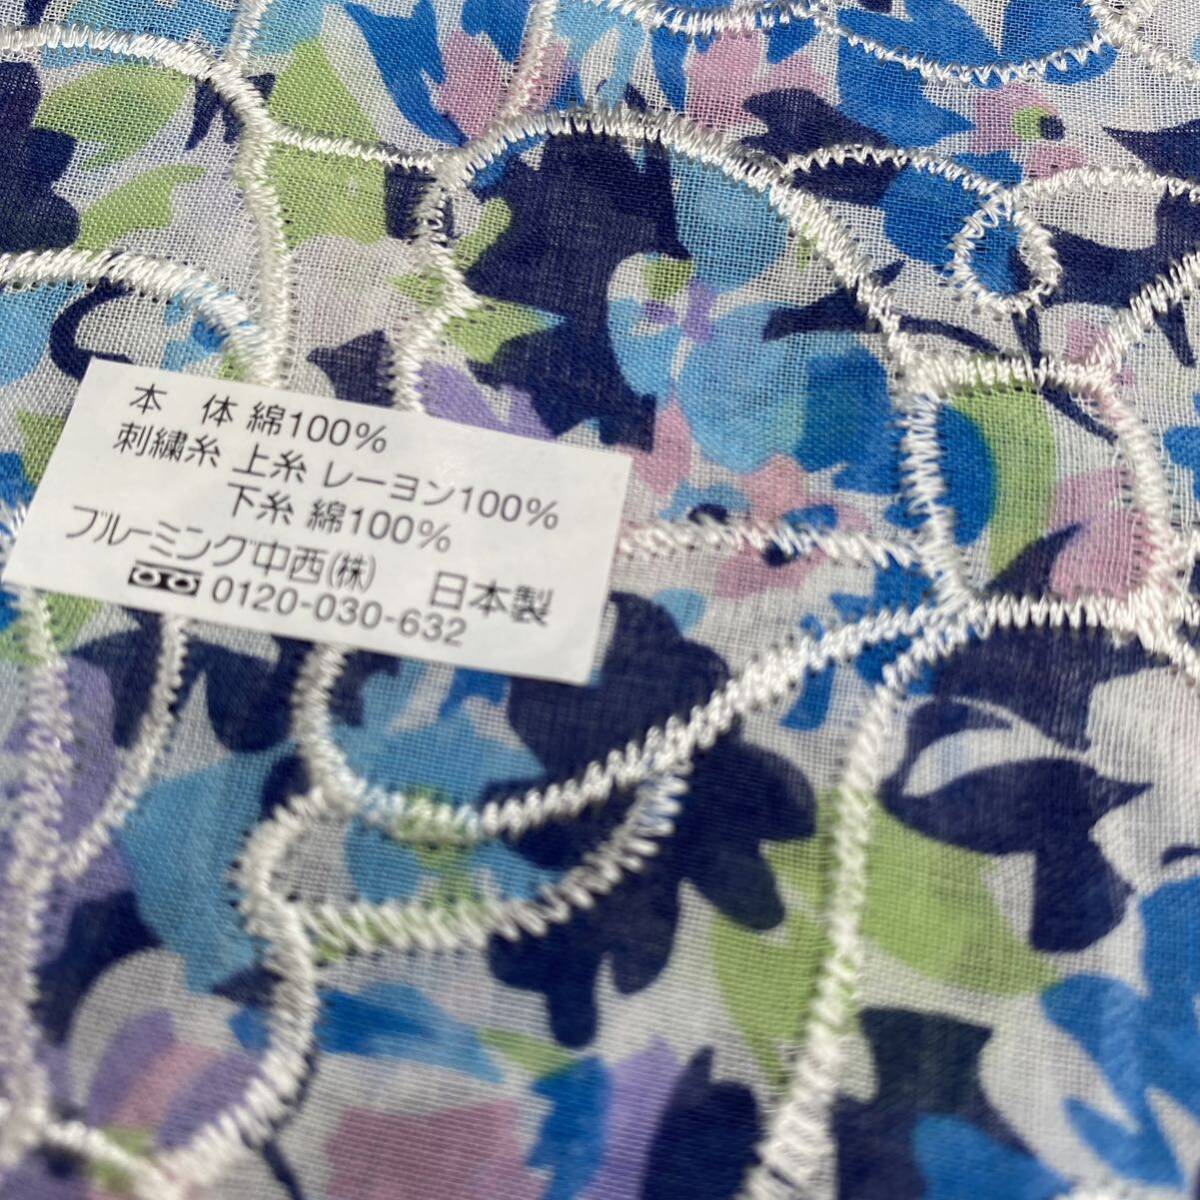 本 体 綿100%
刺繍糸 上糸 レーヨン100%
下糸 綿100%
ブルーミング中西(株) 日本製
0120-030-632